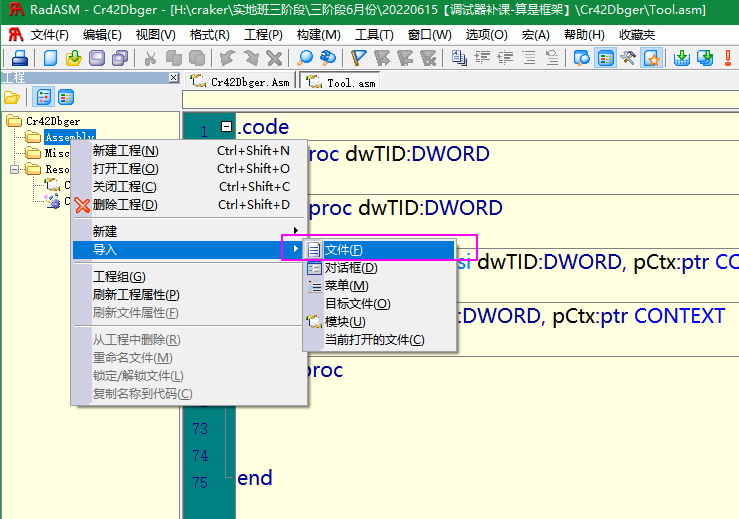 RadASM - Cr42Dbger - [H:\craker\实地班三阶段\三阶段6月份\20220615【调试器补课-算是框架】\Cr42Dbger\Tool.asm]
文件(F) 编辑(E) 视图(V) 格式(R) 工程(P) 构建(M) 工具(T) 窗口(W) 选项(O) 宏(A) 帮助(H) 收藏夹
工程
Cr42Dbger.Asm Tool.asm
Cr42Dbger
Assembly
Misc
Reso
C
C
新建工程(N) Ctrl+Shift+N
打开工程(O) Ctrl+Shift+O
关闭工程(C) Ctrl+Shift+C
删除工程(D) Ctrl+Shift+D
新建
导入
工程组(G)
刷新工程属性(P)
刷新文件属性(F)
从工程中删除(R)
重命名文件(M)
锁定/解锁文件(L)
复制名称到代码(C)
文件(F)
对话框(D)
菜单(M)
目标文件(O)
模块(U)
当前打开的文件(C)
1 .code
proc dwTID:DWORD
proc dwTID:DWORD
si dwTID:DWORD, pCtx:ptr CO
:DWORD, pCtx:ptr CONTEXT
proc
73
74
75 end